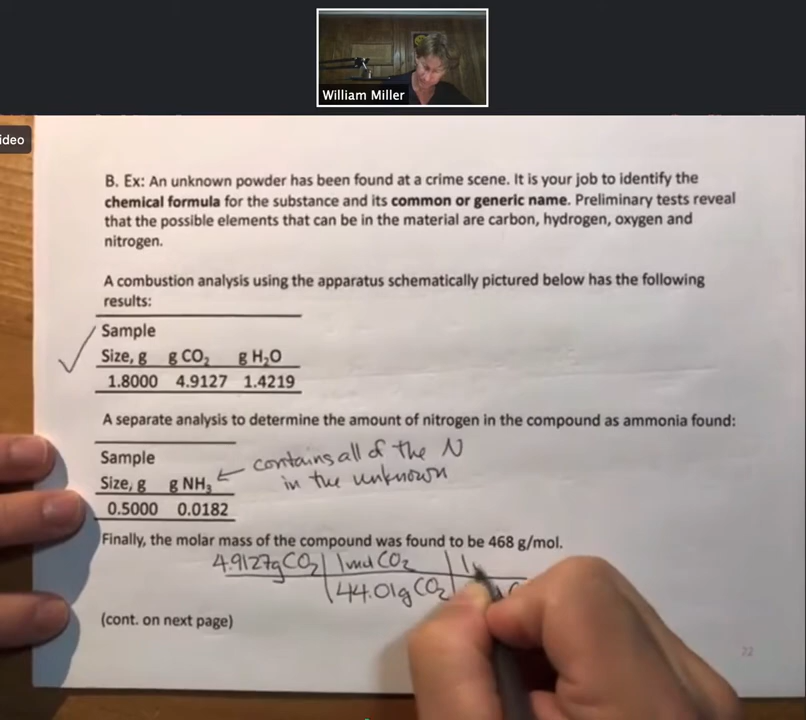 William Miller
ideo
B. Ex: An unknown powder has been found at a crime scene. It is your job to identify the
chemical formula for the substance and its common or generic name. Preliminary tests reveal
that the possible elements that can be in the material are carbon, hydrogen, oxygen and
nitrogen.
A combustion analysis using the apparatus schematically pictured below has the following
results:
Sample
Size, g g CO₂ g H₂O
1.8000 4.9127 1.4219
A separate analysis to determine the amount of nitrogen in the compound as ammonia found:
Sample
Size, g g NH₃
0.5000 0.0182
← contains all of the N
in the unknown
Finally, the molar mass of the compound was found to be 468 g/mol.
4.9127g CO₂ | 1 mol CO₂ | 1
44.01g CO₂
(cont. on next page)
22